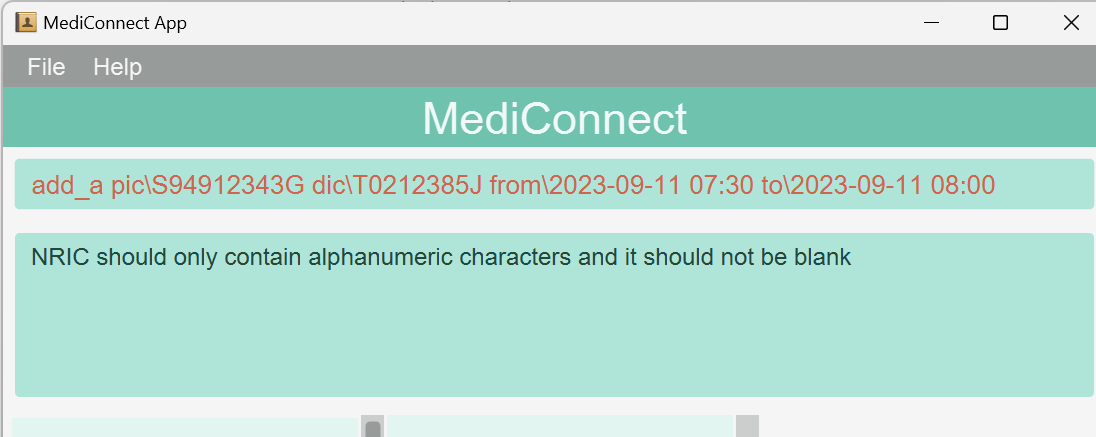 MediConnect App
File Help
MediConnect
add_a pic\S94912343G dic\T0212385J from\2023-09-11 07:30 to\2023-09-11 08:00
NRIC should only contain alphanumeric characters and it should not be blank